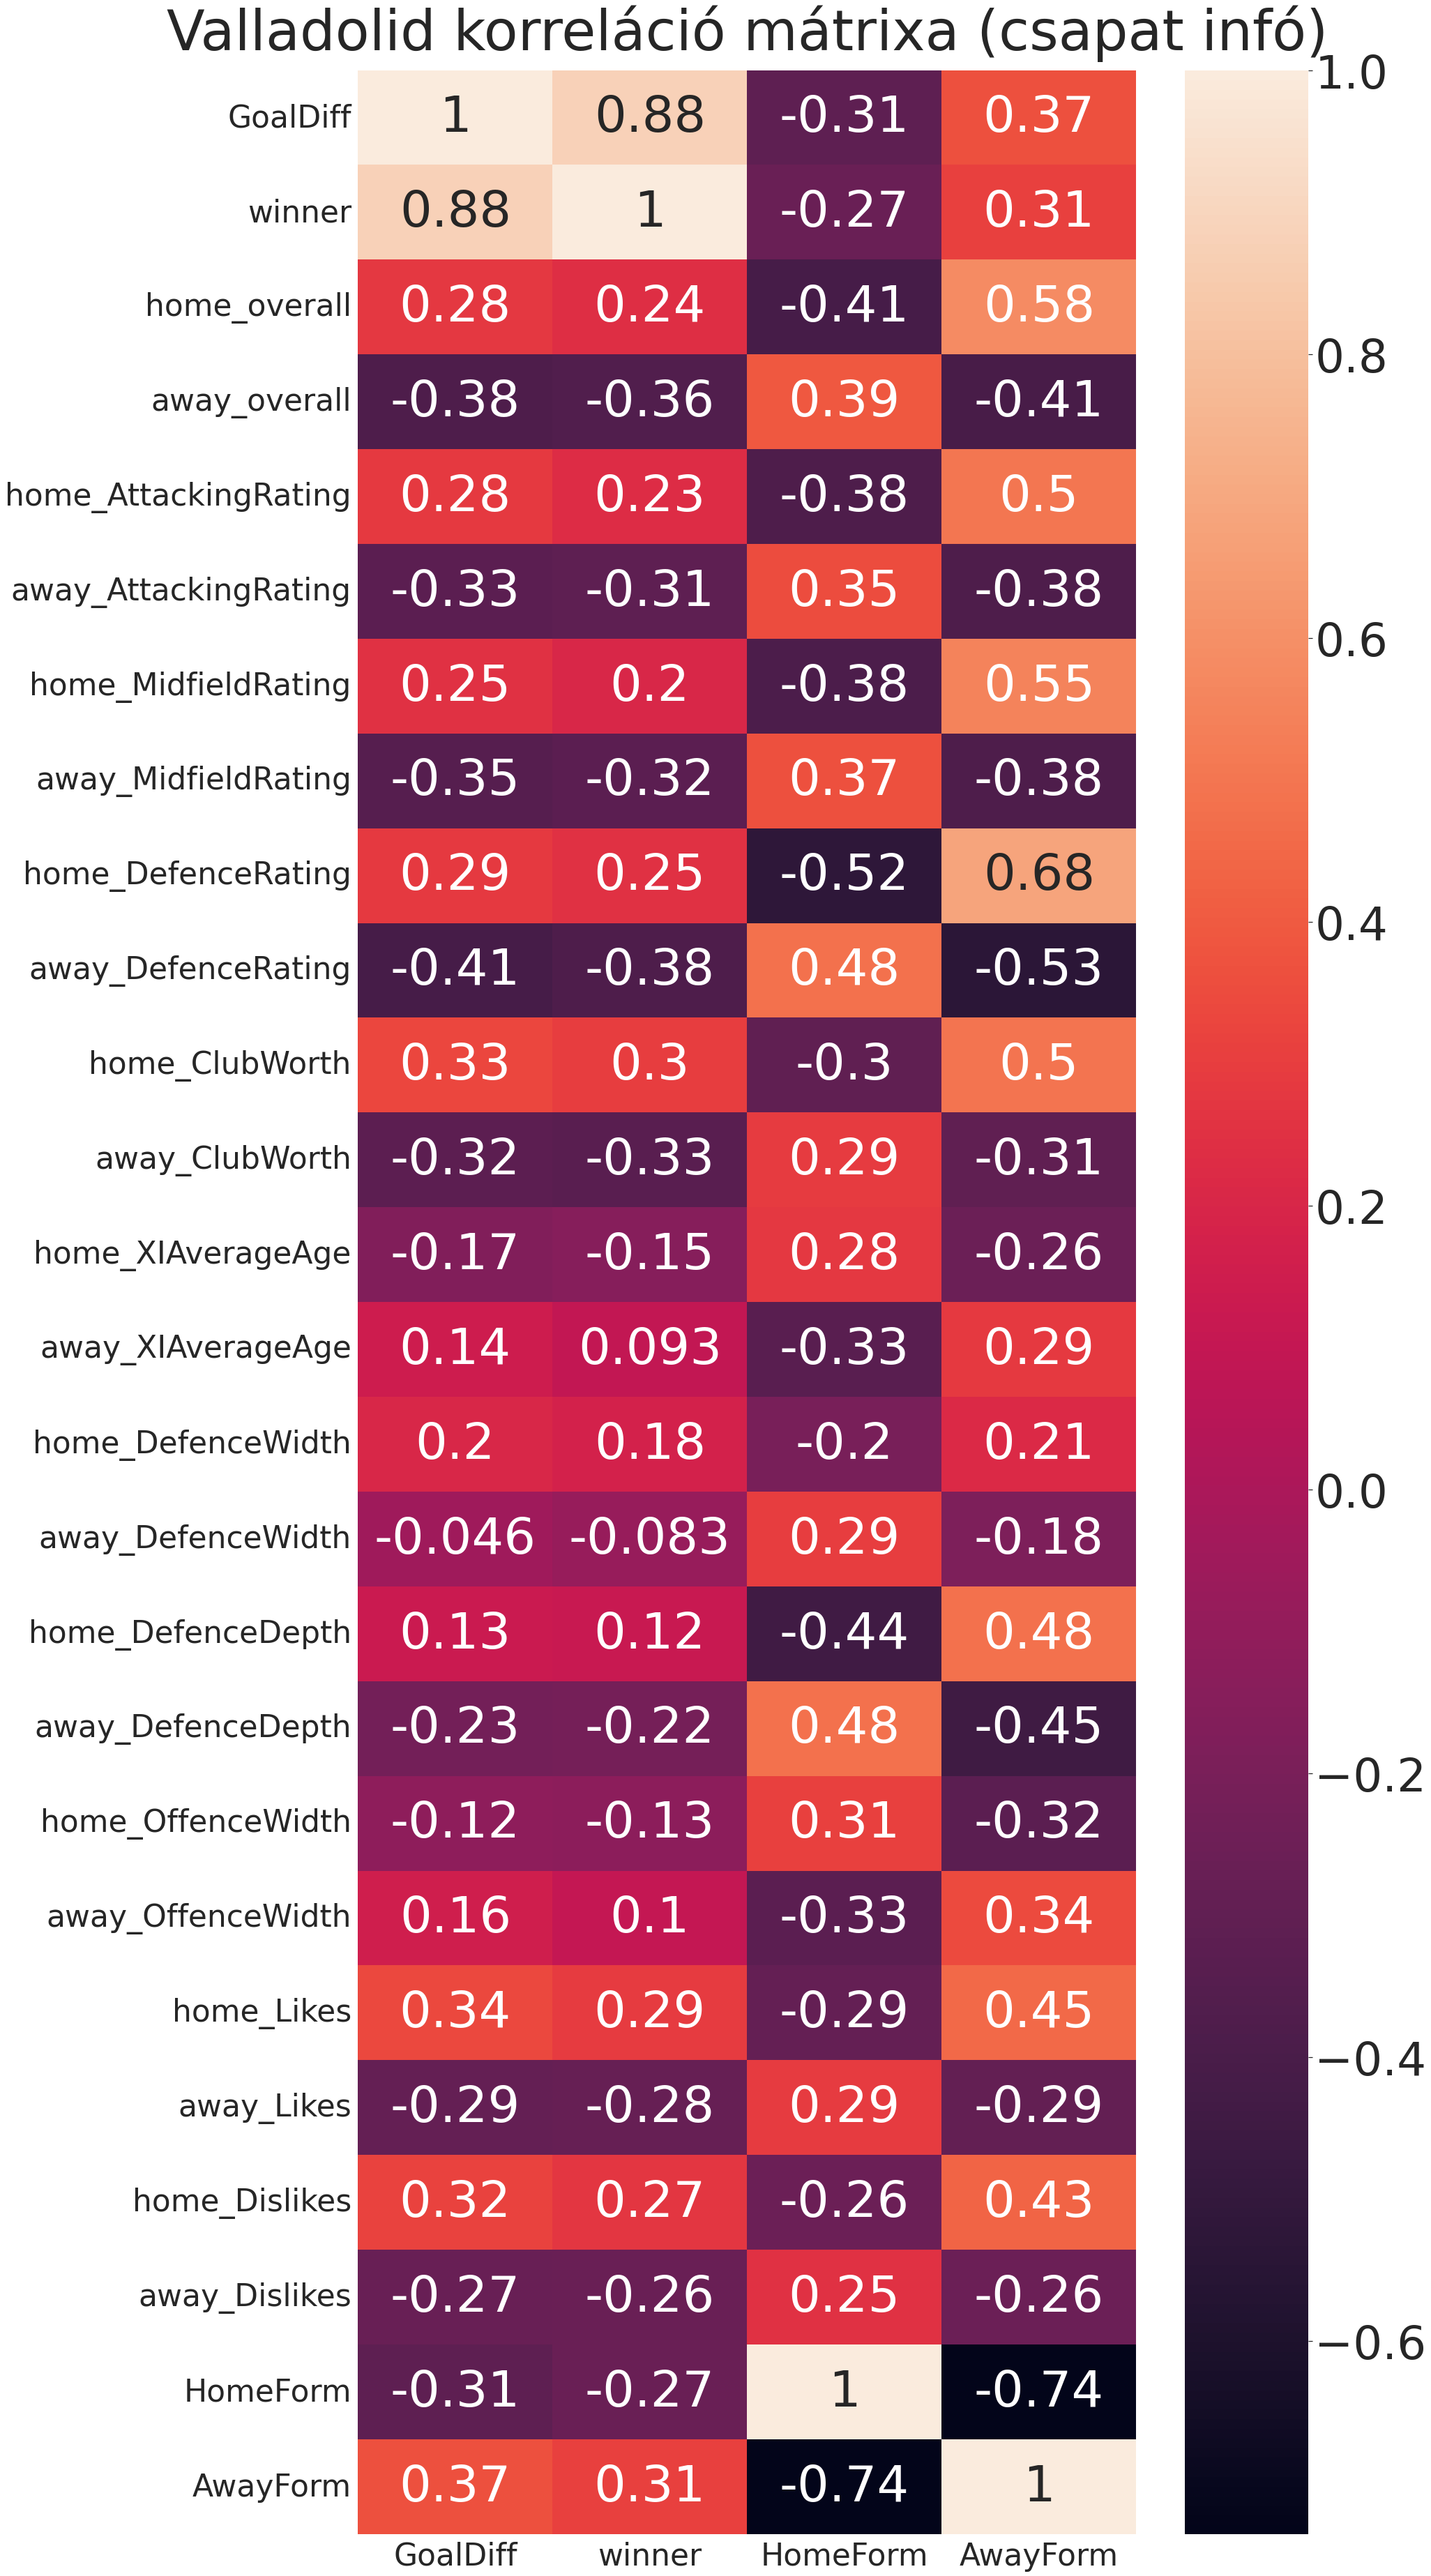 Valladolid korreláció mátrixa (csapat infó)
GoalDiff 1 0.88 -0.31 0.37
winner 0.88 1 -0.27 0.31
home_overall 0.28 0.24 -0.41 0.58
away_overall -0.38 -0.36 0.39 -0.41
home_AttackingRating 0.28 0.23 -0.38 0.5
away_AttackingRating -0.33 -0.31 0.35 -0.38
home_MidfieldRating 0.25 0.2 -0.38 0.55
away_MidfieldRating -0.35 -0.32 0.37 -0.38
home_DefenceRating 0.29 0.25 -0.52 0.68
away_DefenceRating -0.41 -0.38 0.48 -0.53
home_ClubWorth 0.33 0.3 -0.3 0.5
away_ClubWorth -0.32 -0.33 0.29 -0.31
home_XIAverageAge -0.17 -0.15 0.28 -0.26
away_XIAverageAge 0.14 0.093 -0.33 0.29
home_DefenceWidth 0.2 0.18 -0.2 0.21
away_DefenceWidth -0.046 -0.083 0.29 -0.18
home_DefenceDepth 0.13 0.12 -0.44 0.48
away_DefenceDepth -0.23 -0.22 0.48 -0.45
home_OffenceWidth -0.12 -0.13 0.31 -0.32
away_OffenceWidth 0.16 0.1 -0.33 0.34
home_Likes 0.34 0.29 -0.29 0.45
away_Likes -0.29 -0.28 0.29 -0.29
home_Dislikes 0.32 0.27 -0.26 0.43
away_Dislikes -0.27 -0.26 0.25 -0.26
HomeForm -0.31 -0.27 1 -0.74
AwayForm 0.37 0.31 -0.74 1
GoalDiff winner HomeForm AwayForm
1.0
0.8
0.6
0.4
0.2
0.0
−0.2
−0.4
−0.6